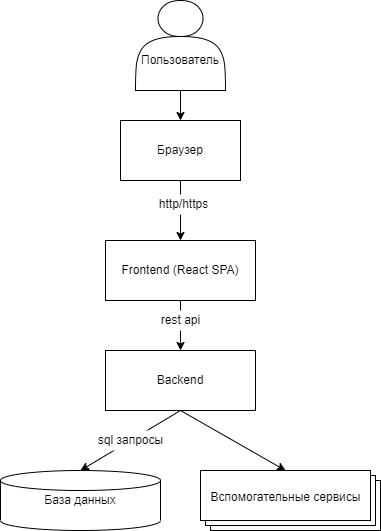 Пользователь
Браузер
http/https
Frontend (React SPA)
rest api
Backend
sql запросы
База данных
Вспомогательные сервисы